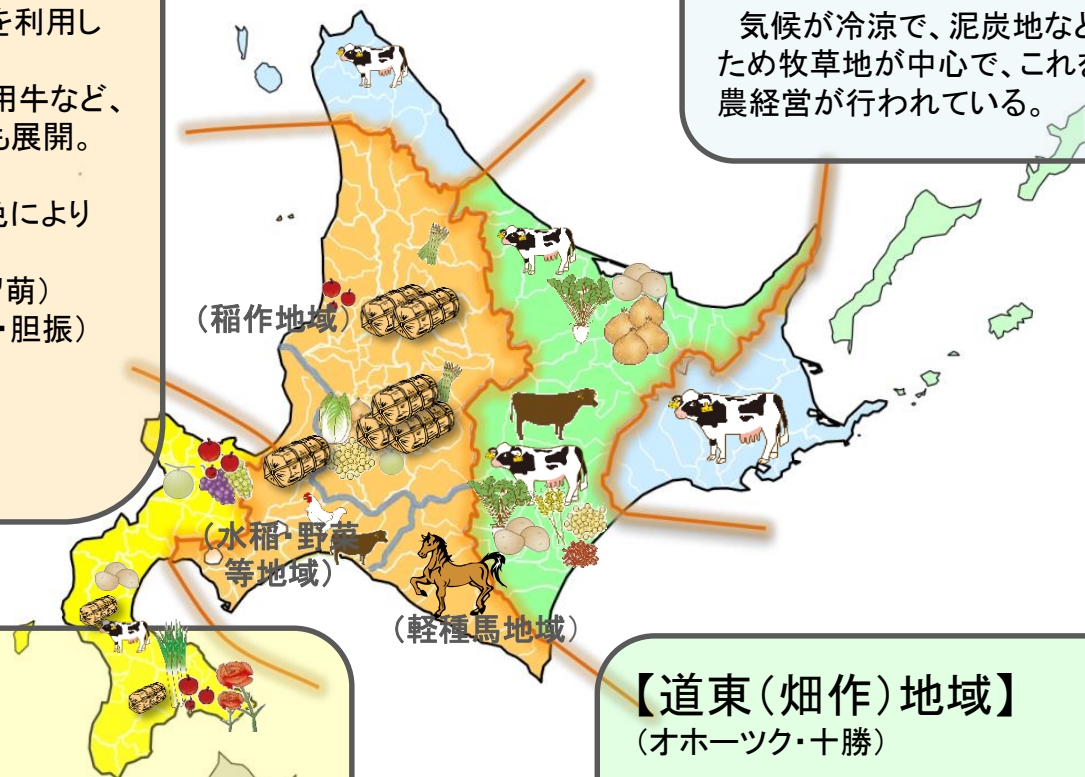 を利用し
用牛など、
も展開。
色により
萌)
・胆振)
気候が冷涼で、泥炭地など
ため牧草地が中心で、これを
農経営が行われている。
(稲作地域)
(水稲・野菜
等地域)
(軽種馬地域)
【道東(畑作)地域】
(オホーツク・十勝)